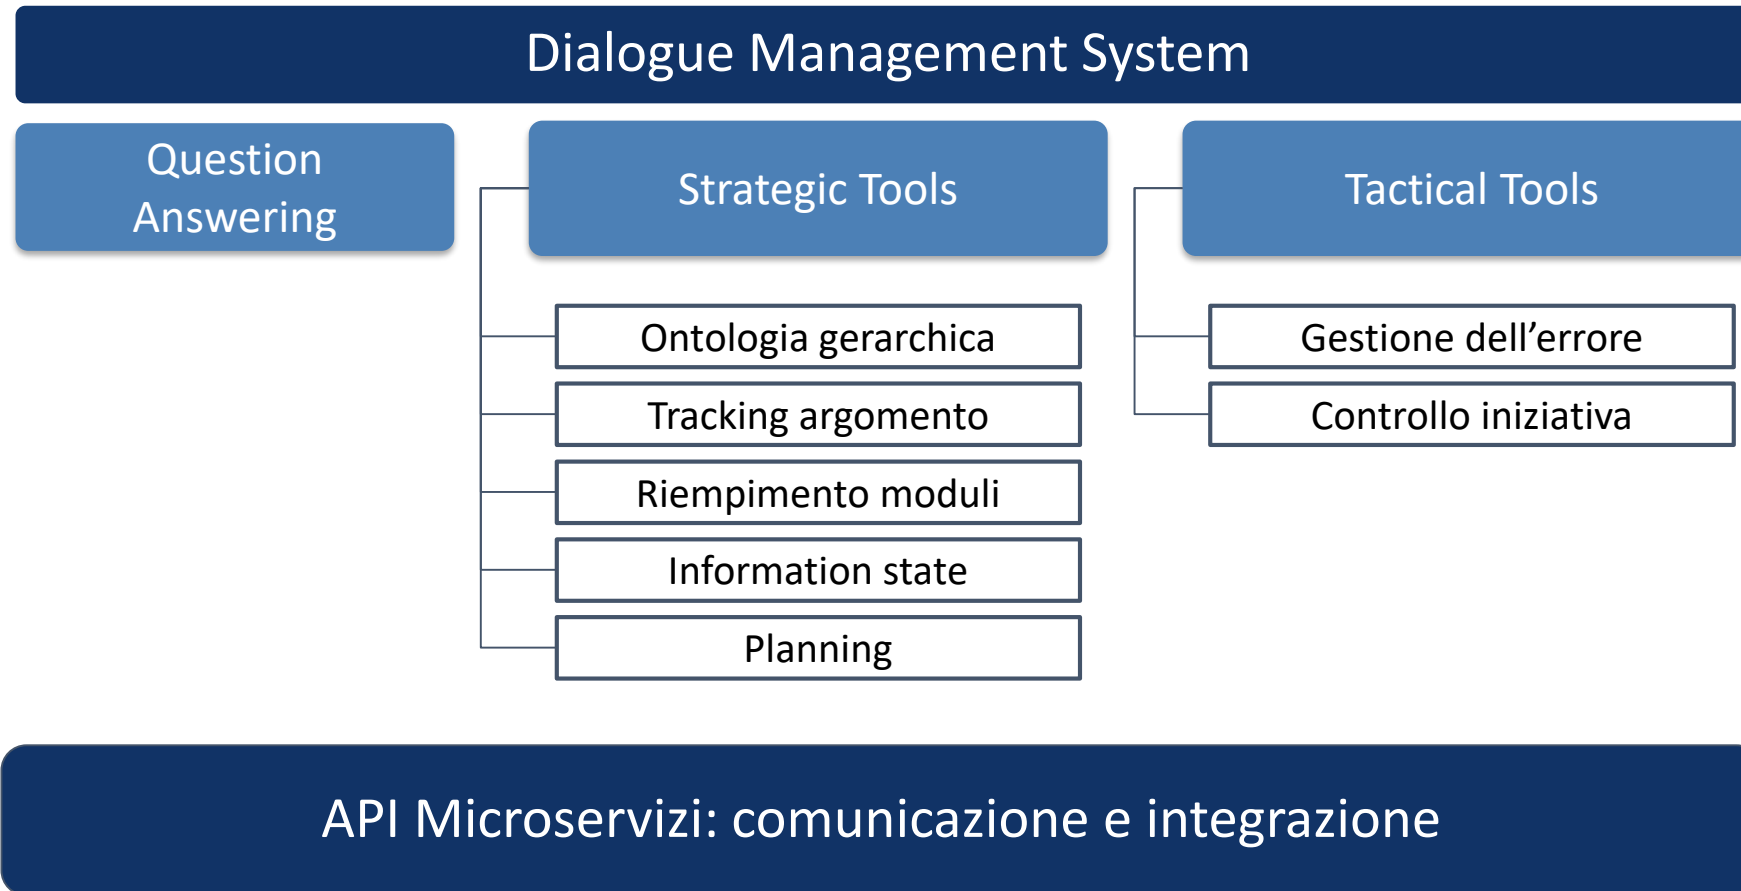 Dialogue Management System
Question
Answering
Strategic Tools
Ontologia gerarchica
Tracking argomento
Riempimento moduli
Information state
Planning
Tactical Tools
Gestione dell’errore
Controllo iniziativa
API Microservizi: comunicazione e integrazione